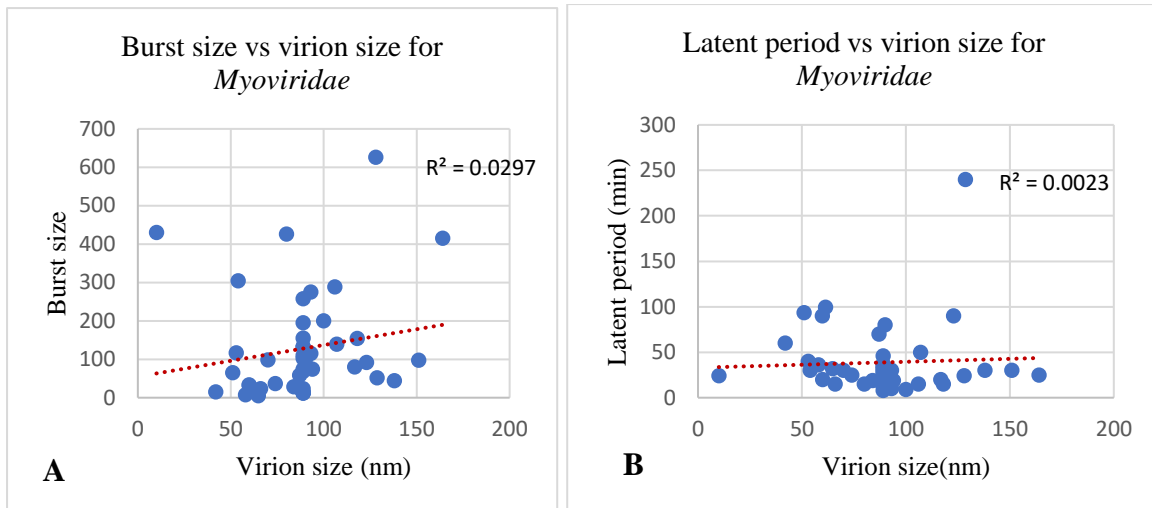 Burst size vs virion size for
Myoviridae
700
600
500
400
300
200
100
0
Burst size
R² = 0.0297
0 50 100 150 200
Virion size (nm)
A
Latent period vs virion size for
Myoviridae
300
250
200
150
100
50
0
Latent period (min)
R² = 0.0023
0 50 100 150 200
Virion size(nm)
B